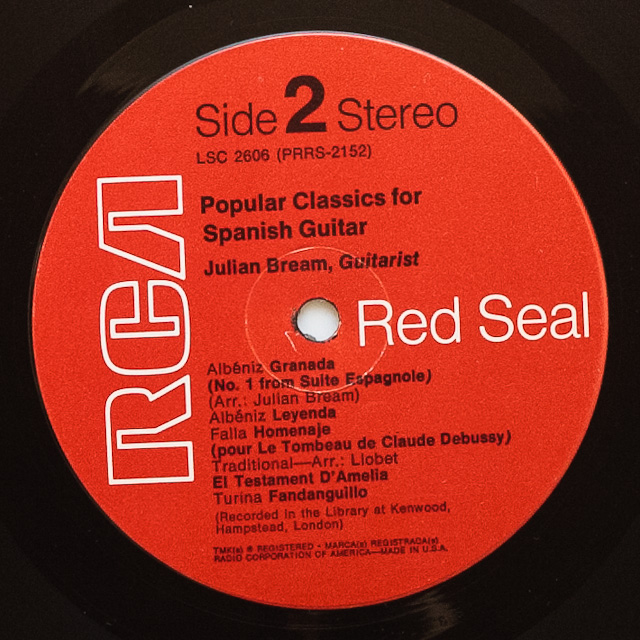 Side 2 Stereo
LSC 2606 (PRRS-2152)
Popular Classics for
Spanish Guitar
Julian Bream, Guitarist
RCA
Red Seal
Albéniz Granada
(No. 1 from Suite Espagnole)
(Arr.: Julian Bream)
Albéniz Leyenda
Falla Homenaje
(pour Le Tombeau de Claude Debussy)
Traditional—Arr.: Llobet
El Testament D'Amelia
Turina Fandanguillo
(Recorded in the Library at Kenwood,
Hampstead, London)
TMK(s) ® REGISTERED • MARCA(s) REGISTRADA(s)
RADIO CORPORATION OF AMERICA—MADE IN U.S.A.